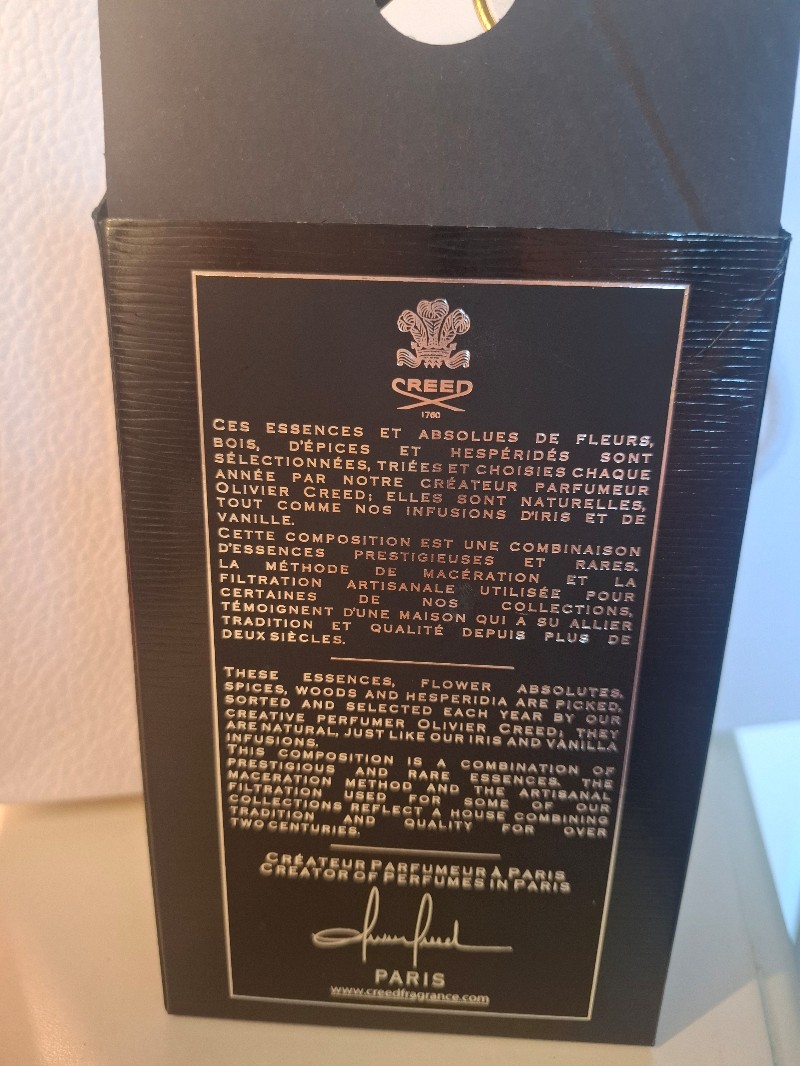 CREED
1760
CES ESSENCES ET ABSOLUES DE FLEURS,
BOIS, D'ÉPICES ET HESPÉRIDÉS SONT
SÉLECTIONNÉES, TRIÉES ET CHOISIES CHAQUE
ANNÉE PAR NOTRE CRÉATEUR PARFUMEUR
OLIVIER CREED; ELLES SONT NATURELLES,
TOUT COMME NOS INFUSIONS D'IRIS ET DE
VANILLE.
CETTE COMPOSITION EST UNE COMBINAISON
D'ESSENCES PRESTIGIEUSES ET RARES.
LA MÉTHODE DE MACÉRATION ET LA
FILTRATION ARTISANALE UTILISÉE POUR
CERTAINES DE NOS COLLECTIONS,
TÉMOIGNENT D'UNE MAISON QUI A SU ALLIER
TRADITION ET QUALITÉ DEPUIS PLUS DE
DEUX SIÈCLES.
THESE ESSENCES, FLOWER ABSOLUTES,
SPICES, WOODS AND HESPERIDIA ARE PICKED,
SORTED AND SELECTED EACH YEAR BY OUR
CREATIVE PERFUMER OLIVIER CREED; THEY
ARE NATURAL, JUST LIKE OUR IRIS AND VANILLA
INFUSIONS.
THIS COMPOSITION IS A COMBINATION OF
PRESTIGIOUS AND RARE ESSENCES. THE
MACERATION METHOD AND THE ARTISANAL
FILTRATION USED FOR SOME OF OUR
COLLECTIONS REFLECT A HOUSE COMBINING
TRADITION AND QUALITY FOR OVER
TWO CENTURIES.
CRÉATEUR PARFUMEUR À PARIS
CREATOR OF PERFUMES IN PARIS
PARIS
www.creedfragrance.com